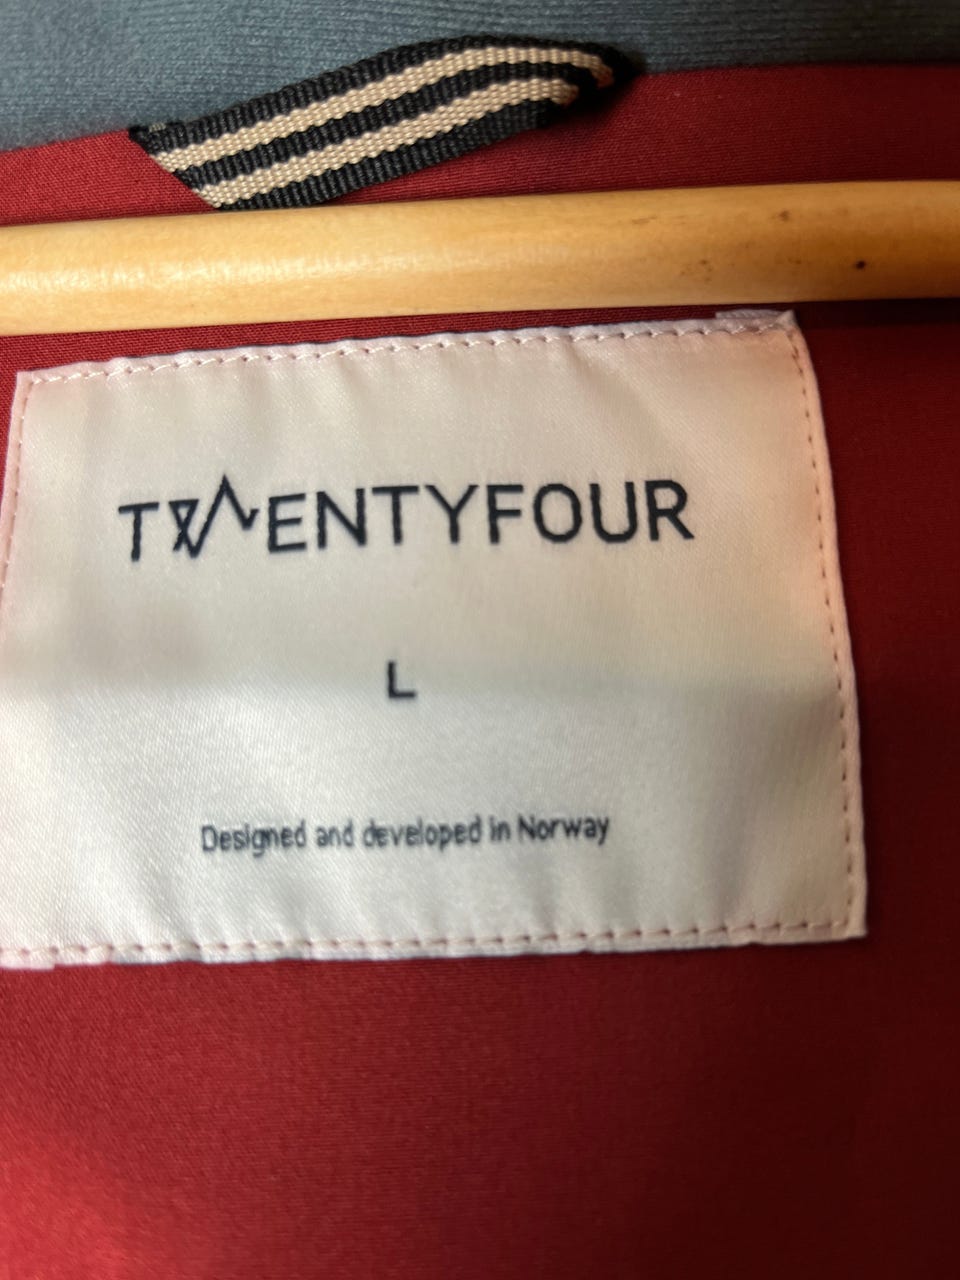 TWENTYFOUR
L
Designed and developed in Norway